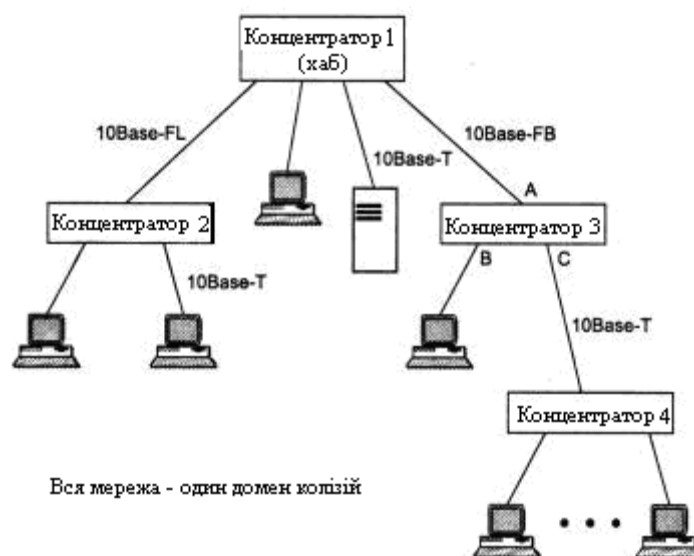 Концентратор 1
(хаб)
10Base-FL
10Base-T
10Base-FB
A
Концентратор 2
Концентратор 3
B
C
10Base-T
10Base-T
Концентратор 4
Вся мережа - один домен колізій